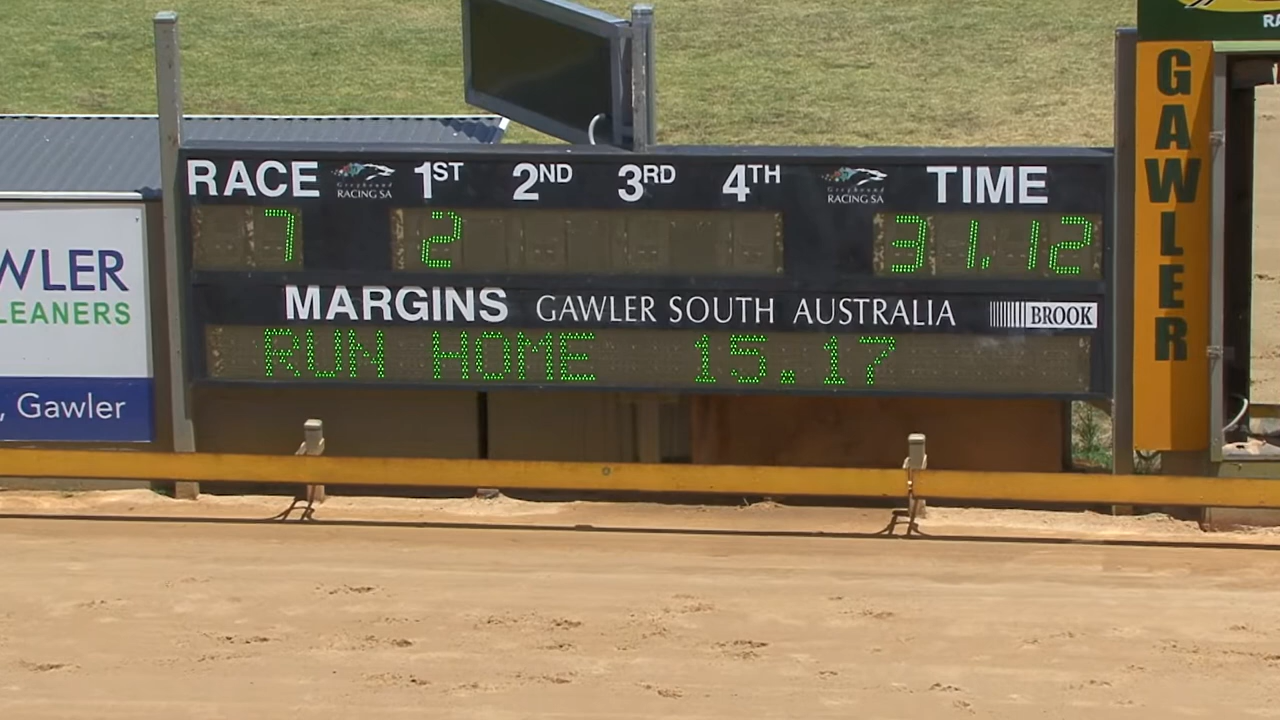 RACE Greyhound RACING SA 1ST 2ND 3RD 4TH Greyhound RACING SA TIME
7 2 31.12
MARGINS GAWLER SOUTH AUSTRALIA BROOK
RUN HOME 15.17
WLER
LEANERS
, Gawler
GAWLER
RA